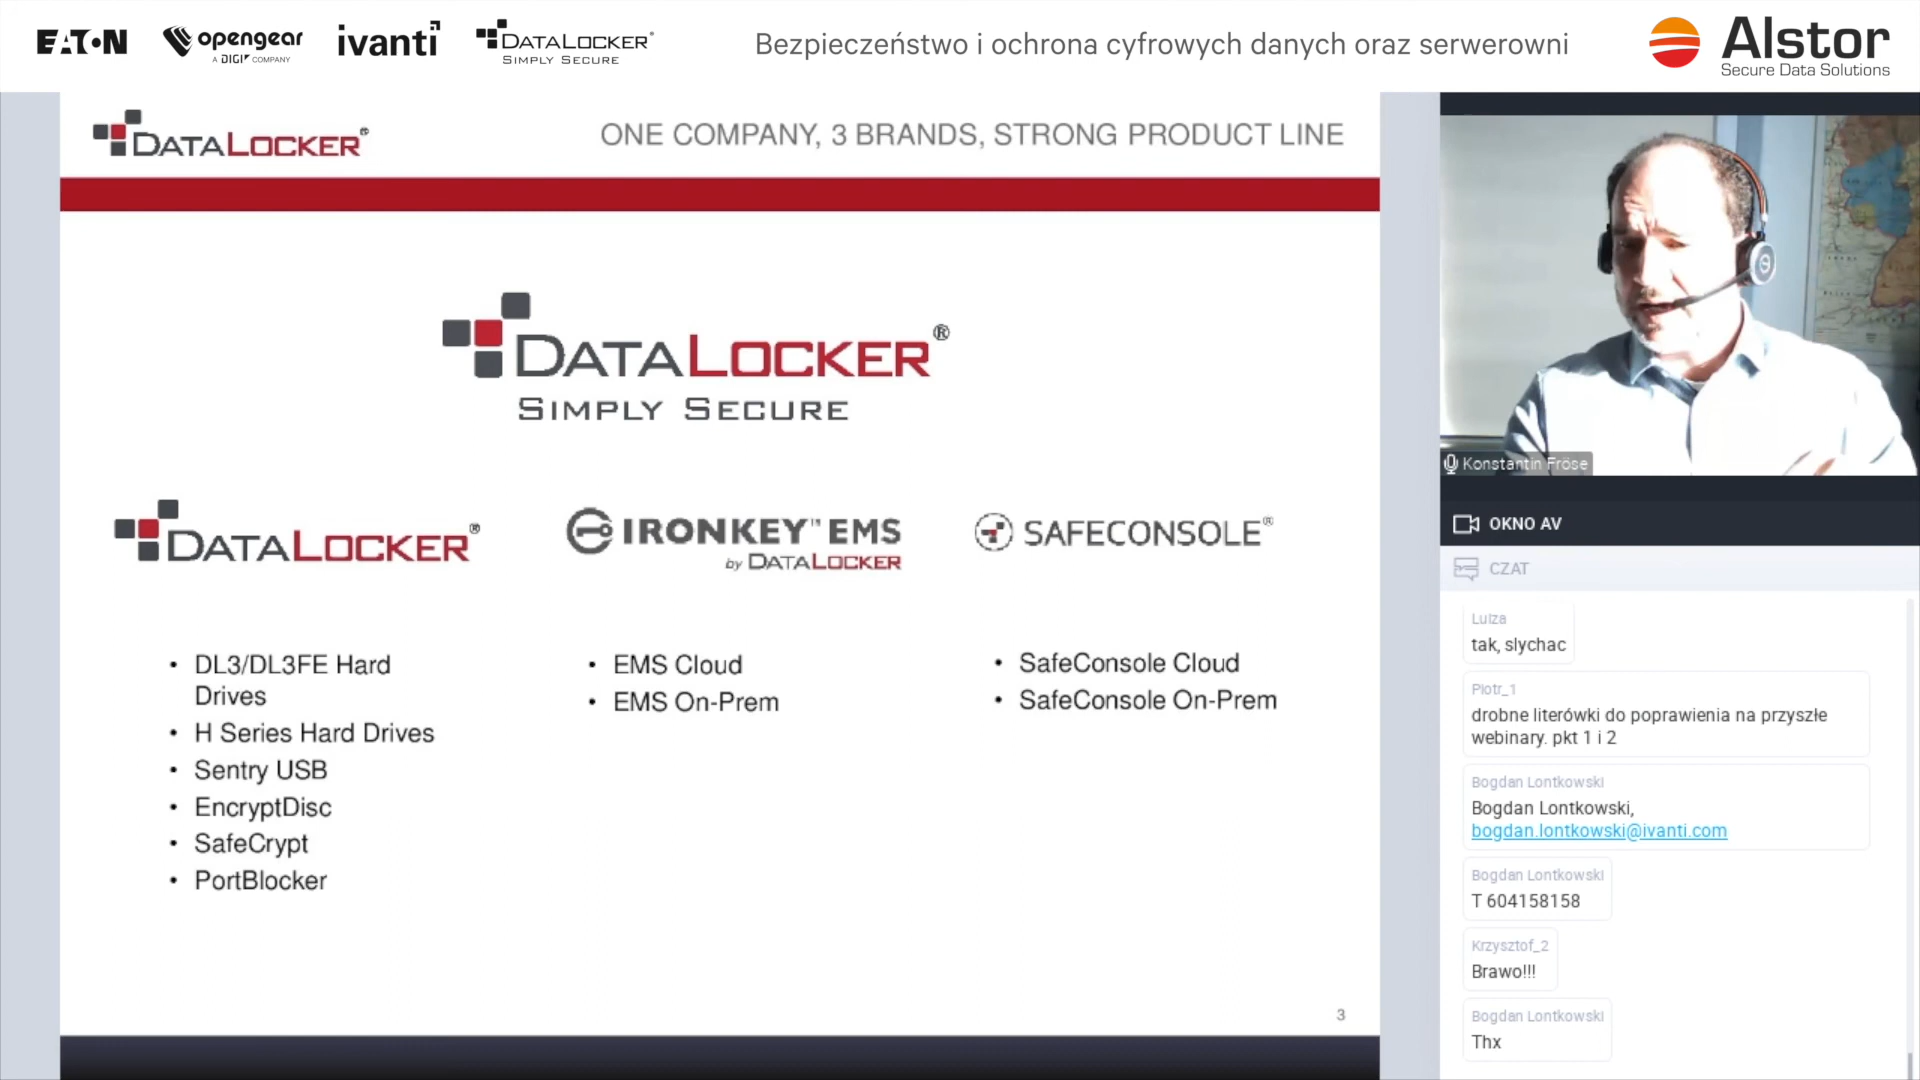 EATON
opengear
A DIGI COMPANY
ivanti
DATALOCKER®
SIMPLY SECURE
Bezpieczeństwo i ochrona cyfrowych danych oraz serwerowni
Alstor
Secure Data Solutions
DATALOCKER®
ONE COMPANY, 3 BRANDS, STRONG PRODUCT LINE
DATALOCKER®
SIMPLY SECURE
DATALOCKER®
• DL3/DL3FE Hard
Drives
• H Series Hard Drives
• Sentry USB
• EncryptDisc
• SafeCrypt
• PortBlocker
IRONKEY™ EMS
by DATALOCKER
• EMS Cloud
• EMS On-Prem
SAFECONSOLE®
• SafeConsole Cloud
• SafeConsole On-Prem
3
Konstantin Fröse
OKNO AV
CZAT
Luiza
tak, slychac
Piotr_1
drobne literówki do poprawienia na przyszłe
webinary. pkt 1 i 2
Bogdan Lontkowski
Bogdan Lontkowski,
bogdan.lontkowski@ivanti.com
Bogdan Lontkowski
T 604158158
Krzysztof_2
Brawo!!!
Bogdan Lontkowski
Thx